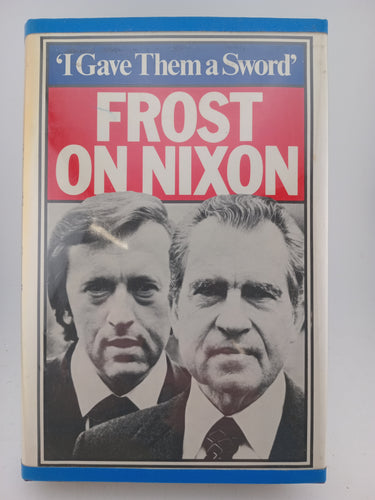 'I Gave Them a Sword'
FROST
ON NIXON